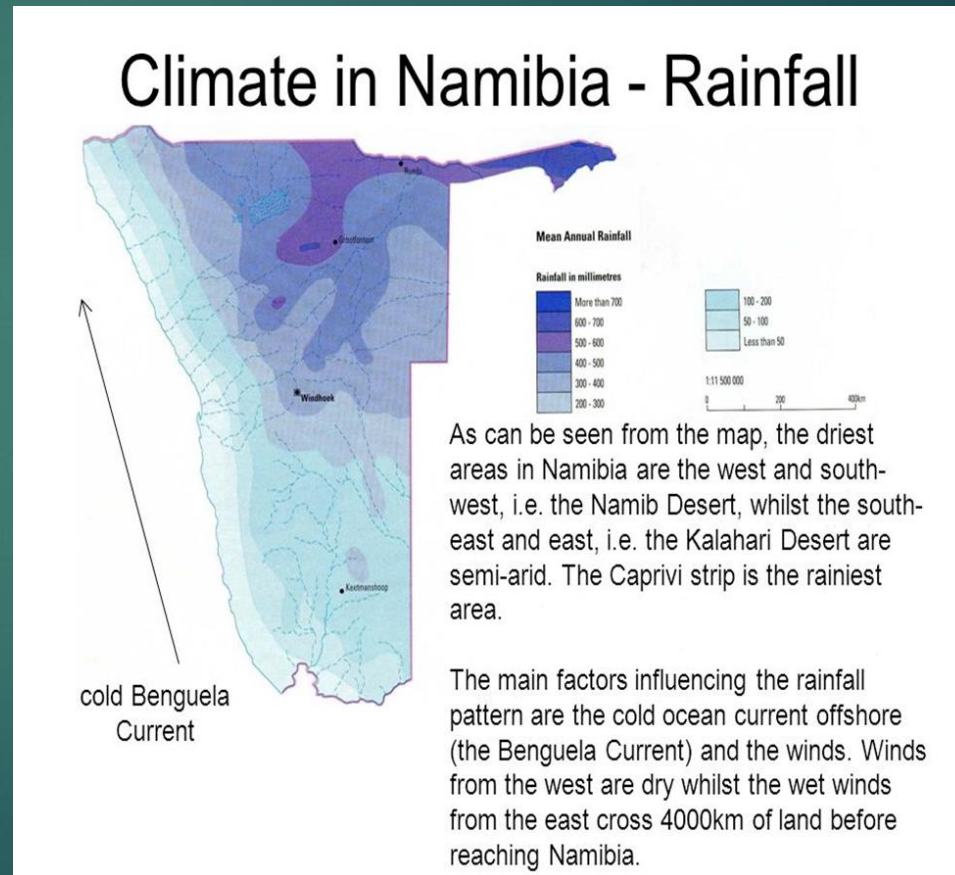 Climate in Namibia - Rainfall
Rundu
Grootfontein
Windhoek
Keetmanshoop
cold Benguela
Current
Mean Annual Rainfall
Rainfall in millimetres
More than 700
600 - 700
500 - 600
400 - 500
300 - 400
200 - 300
100 - 200
50 - 100
Less than 50
1:11 500 000
0 200 400km
As can be seen from the map, the driest
areas in Namibia are the west and south-
west, i.e. the Namib Desert, whilst the south-
east and east, i.e. the Kalahari Desert are
semi-arid. The Caprivi strip is the rainiest
area.
The main factors influencing the rainfall
pattern are the cold ocean current offshore
(the Benguela Current) and the winds. Winds
from the west are dry whilst the wet winds
from the east cross 4000km of land before
reaching Namibia.